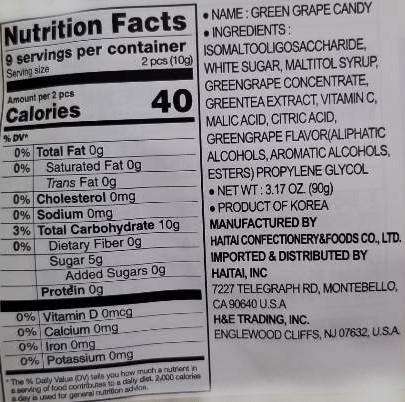 Nutrition Facts
9 servings per container
Serving size 2 pcs (10g)
Amount per 2 pcs
Calories 40
% DV*
0% Total Fat 0g
0% Saturated Fat 0g
Trans Fat 0g
0% Cholesterol 0mg
0% Sodium 0mg
3% Total Carbohydrate 10g
0% Dietary Fiber 0g
Sugar 5g
Added Sugars 0g
Protein 0g
0% Vitamin D 0mcg
0% Calcium 0mg
0% Iron 0mg
0% Potassium 0mg
* The % Daily Value (DV) tells you how much a nutrient in
a serving of food contributes to a daily diet. 2,000 calories
a day is used for general nutrition advice.
• NAME : GREEN GRAPE CANDY
• INGREDIENTS :
ISOMALTOOLIGOSACCHARIDE,
WHITE SUGAR, MALTITOL SYRUP,
GREENGRAPE CONCENTRATE,
GREENTEA EXTRACT, VITAMIN C,
MALIC ACID, CITRIC ACID,
GREENGRAPE FLAVOR(ALIPHATIC
ALCOHOLS, AROMATIC ALCOHOLS,
ESTERS) PROPYLENE GLYCOL
• NET WT : 3.17 OZ. (90g)
• PRODUCT OF KOREA
MANUFACTURED BY
HAITAI CONFECTIONERY&FOODS CO., LTD.
IMPORTED & DISTRIBUTED BY
HAITAI, INC
7227 TELEGRAPH RD, MONTEBELLO,
CA 90640 U.S.A
H&E TRADING, INC.
ENGLEWOOD CLIFFS, NJ 07632, U.S.A.